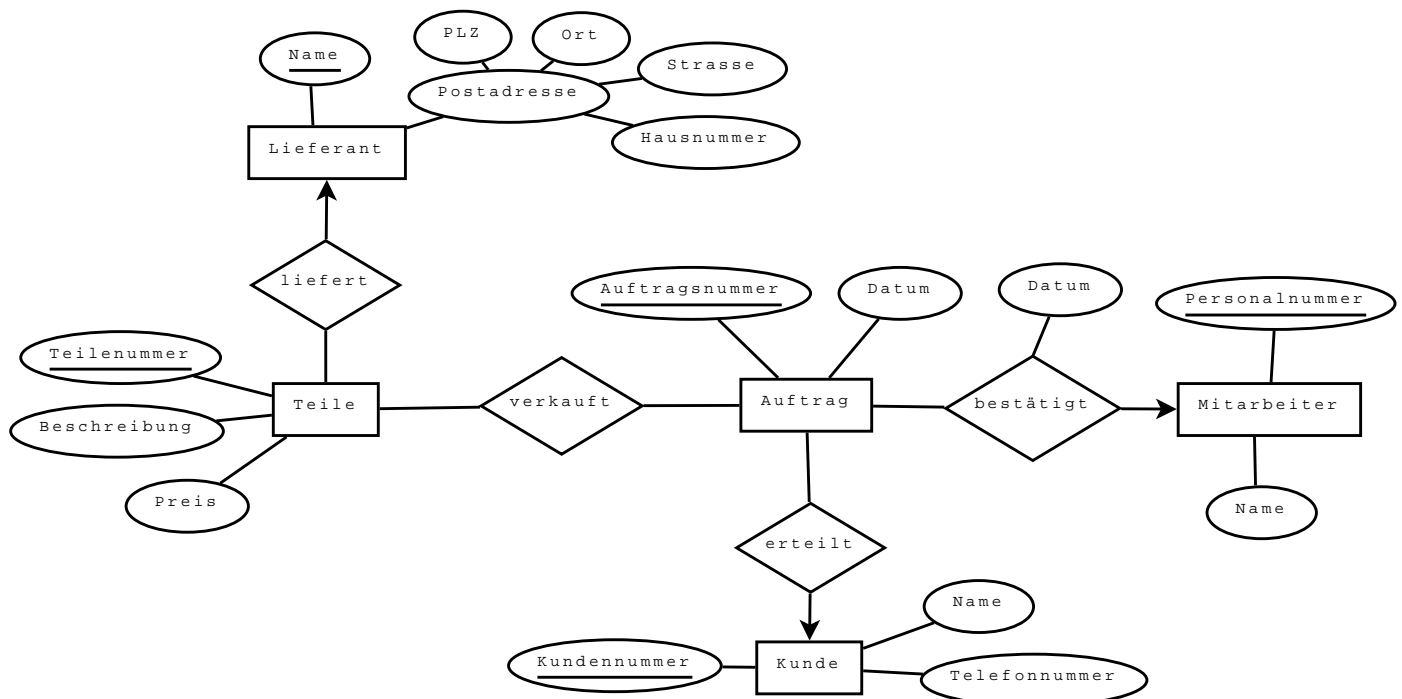 PLZ
Ort
Name
Strasse
Postadresse
Hausnummer
Lieferant
liefert
Auftragsnummer
Datum
Datum
Personalnummer
Teilenummer
Teile
verkauft
Auftrag
bestätigt
Mitarbeiter
Beschreibung
Preis
Name
erteilt
Name
Kundennummer
Kunde
Telefonnummer